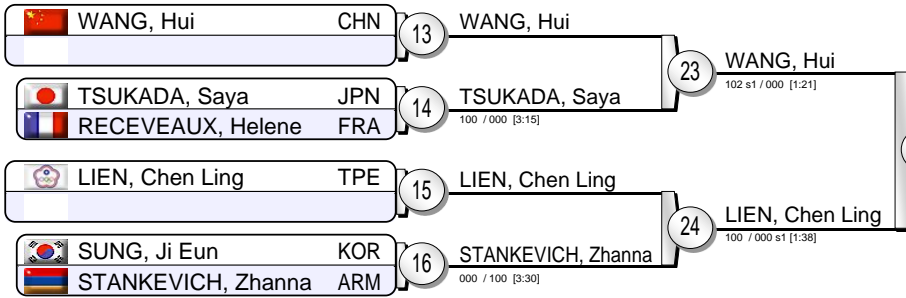 WANG, Hui CHN
13
WANG, Hui
23
WANG, Hui
102 s1 / 000 [1:21]
TSUKADA, Saya JPN
RECEVEAUX, Helene FRA
14
TSUKADA, Saya
100 / 000 [3:15]
LIEN, Chen Ling TPE
15
LIEN, Chen Ling
24
LIEN, Chen Ling
100 / 000 s1 [1:38]
SUNG, Ji Eun KOR
STANKEVICH, Zhanna ARM
16
STANKEVICH, Zhanna
000 / 100 [3:30]